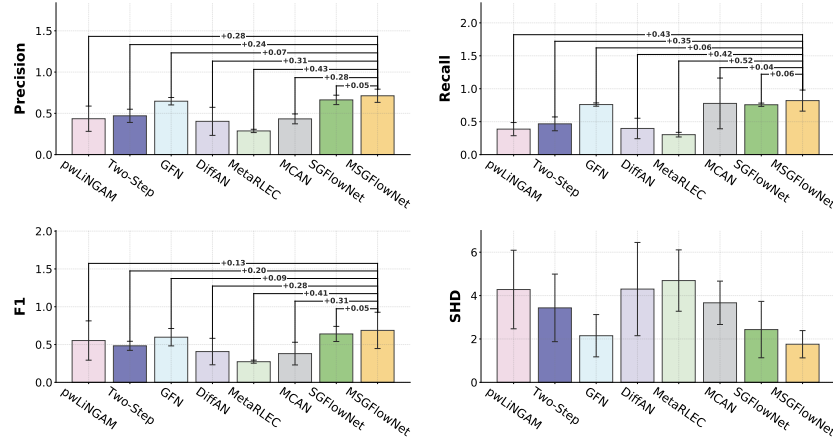 Precision
1.5
1.0
0.5
0.0
+0.28
+0.24
+0.07
+0.31
+0.43
+0.28
+0.05
pwLiNGAM
Two-Step
GFN
DiffAN
MetaRLEC
MCAN
SGFlowNet
MSGFlowNet
Recall
2.0
1.5
1.0
0.5
0.0
+0.43
+0.35
+0.06
+0.42
+0.52
+0.04
+0.06
pwLiNGAM
Two-Step
GFN
DiffAN
MetaRLEC
MCAN
SGFlowNet
MSGFlowNet
F1
2.0
1.5
1.0
0.5
0.0
+0.13
+0.20
+0.09
+0.28
+0.41
+0.31
+0.05
pwLiNGAM
Two-Step
GFN
DiffAN
MetaRLEC
MCAN
SGFlowNet
MSGFlowNet
SHD
6
4
2
0
pwLiNGAM
Two-Step
GFN
DiffAN
MetaRLEC
MCAN
SGFlowNet
MSGFlowNet